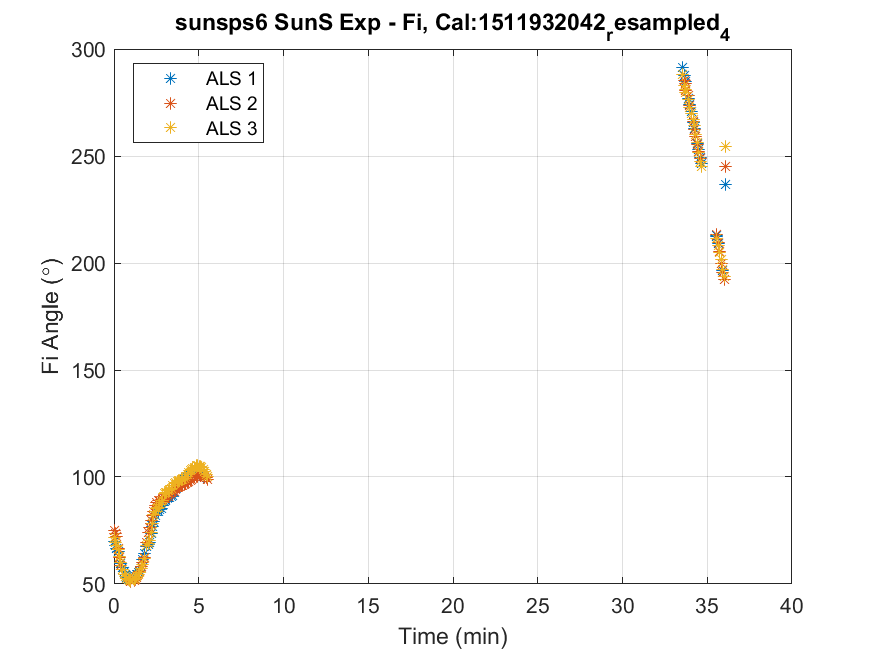 sunsps6 SunS Exp - Fi, Cal:1511932042resampled4
300
ALS 1
ALS 2
ALS 3
250
200
150
100
50
Fi Angle (°)
0 5 10 15 20 25 30 35 40
Time (min)